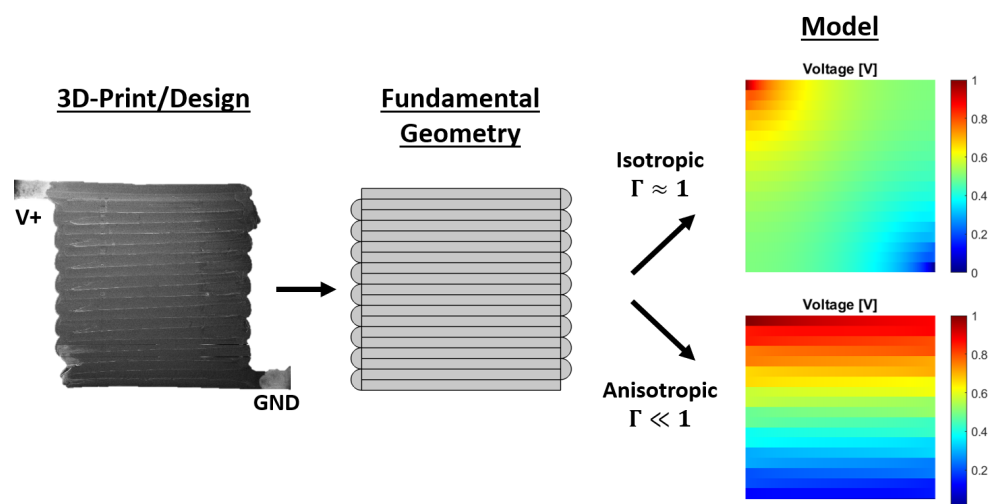 Model
3D-Print/Design
Fundamental
Geometry
V+
GND
Isotropic
Γ ≈ 1
Anisotropic
Γ ≪ 1
Voltage [V]
1
0.8
0.6
0.4
0.2
0
Voltage [V]
1
0.8
0.6
0.4
0.2